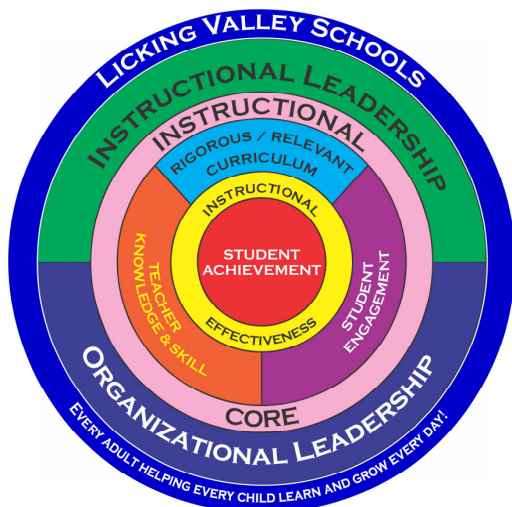 LICKING VALLEY SCHOOLS
INSTRUCTIONAL LEADERSHIP
INSTRUCTIONAL
RIGOROUS / RELEVANT
CURRICULUM
INSTRUCTIONAL
STUDENT
ACHIEVEMENT
TEACHER
KNOWLEDGE & SKILL
STUDENT
ENGAGEMENT
EFFECTIVENESS
CORE
ORGANIZATIONAL LEADERSHIP
EVERY ADULT HELPING EVERY CHILD LEARN AND GROW EVERY DAY!